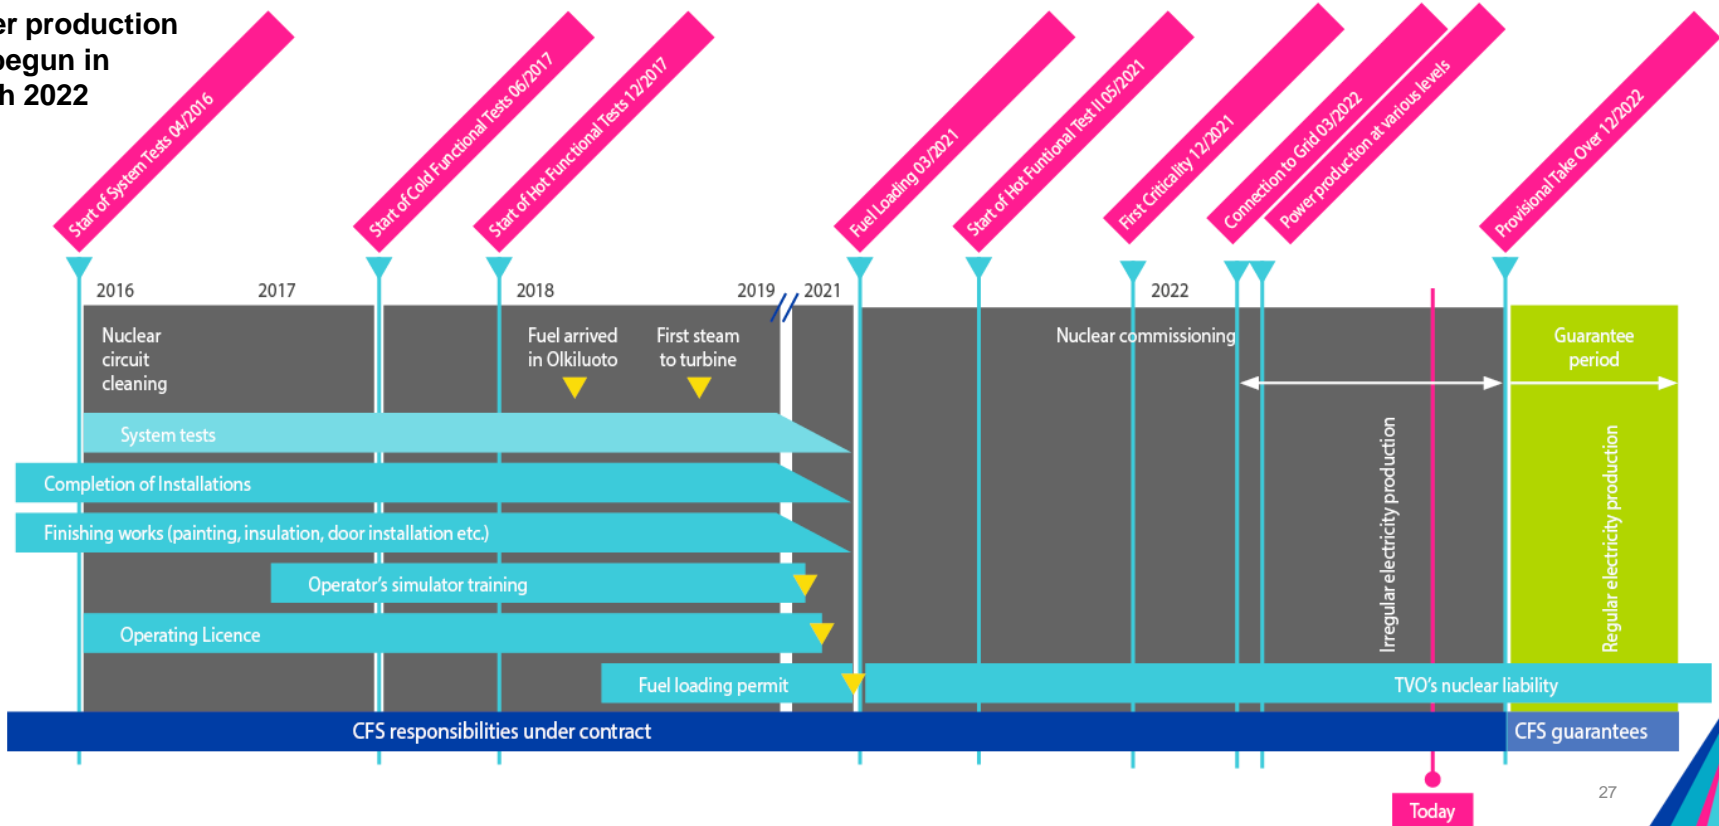 er production
begun in
h 2022
Start of System Tests 04/2016
Start of Cold Functional Tests 06/2017
Start of Hot Functional Tests 12/2017
Fuel Loading 03/2021
Start of Hot Funtional Test II 05/2021
First Criticality 12/2021
Connection to Grid 03/2022
Power production at various levels
Provisional Take Over 12/2022
2016 2017 2018 2019 2021 2022
Nuclear
circuit
cleaning
Fuel arrived
in Olkiluoto
First steam
to turbine
Nuclear commissioning
Guarantee
period
System tests
Completion of Installations
Finishing works (painting, insulation, door installation etc.)
Operator's simulator training
Operating Licence
Fuel loading permit
Irregular electricity production
Regular electricity production
TVO's nuclear liability
CFS responsibilities under contract
CFS guarantees
27
Today